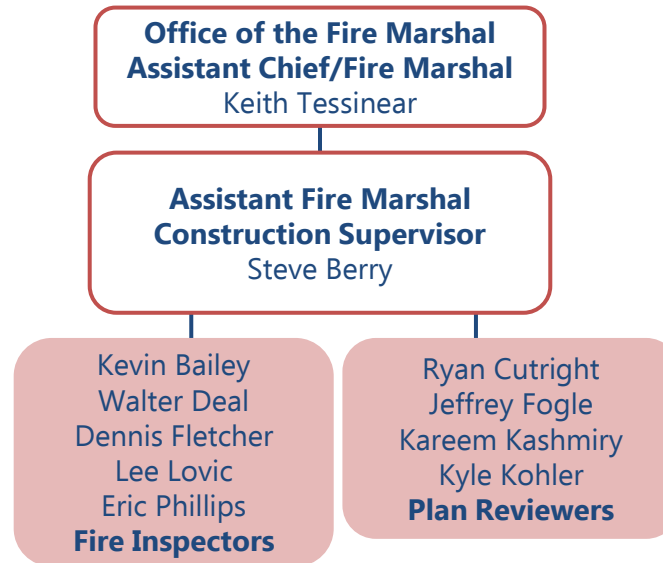 Office of the Fire Marshal
Assistant Chief/Fire Marshal
Keith Tessinear
Assistant Fire Marshal
Construction Supervisor
Steve Berry
Kevin Bailey
Walter Deal
Dennis Fletcher
Lee Lovic
Eric Phillips
Fire Inspectors
Ryan Cutright
Jeffrey Fogle
Kareem Kashmiry
Kyle Kohler
Plan Reviewers